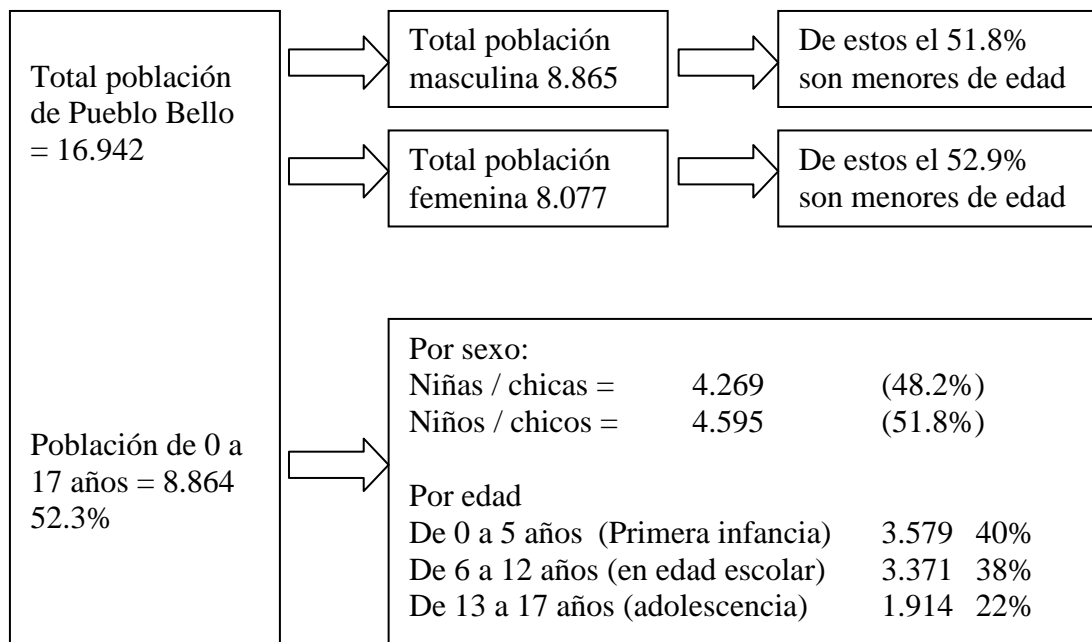 Total población
de Pueblo Bello
= 16.942
Total población
masculina 8.865
De estos el 51.8%
son menores de edad
Total población
femenina 8.077
De estos el 52.9%
son menores de edad
Población de 0 a
17 años = 8.864
52.3%
Por sexo:
Niñas / chicas = 4.269 (48.2%)
Niños / chicos = 4.595 (51.8%)
Por edad
De 0 a 5 años (Primera infancia) 3.579 40%
De 6 a 12 años (en edad escolar) 3.371 38%
De 13 a 17 años (adolescencia) 1.914 22%